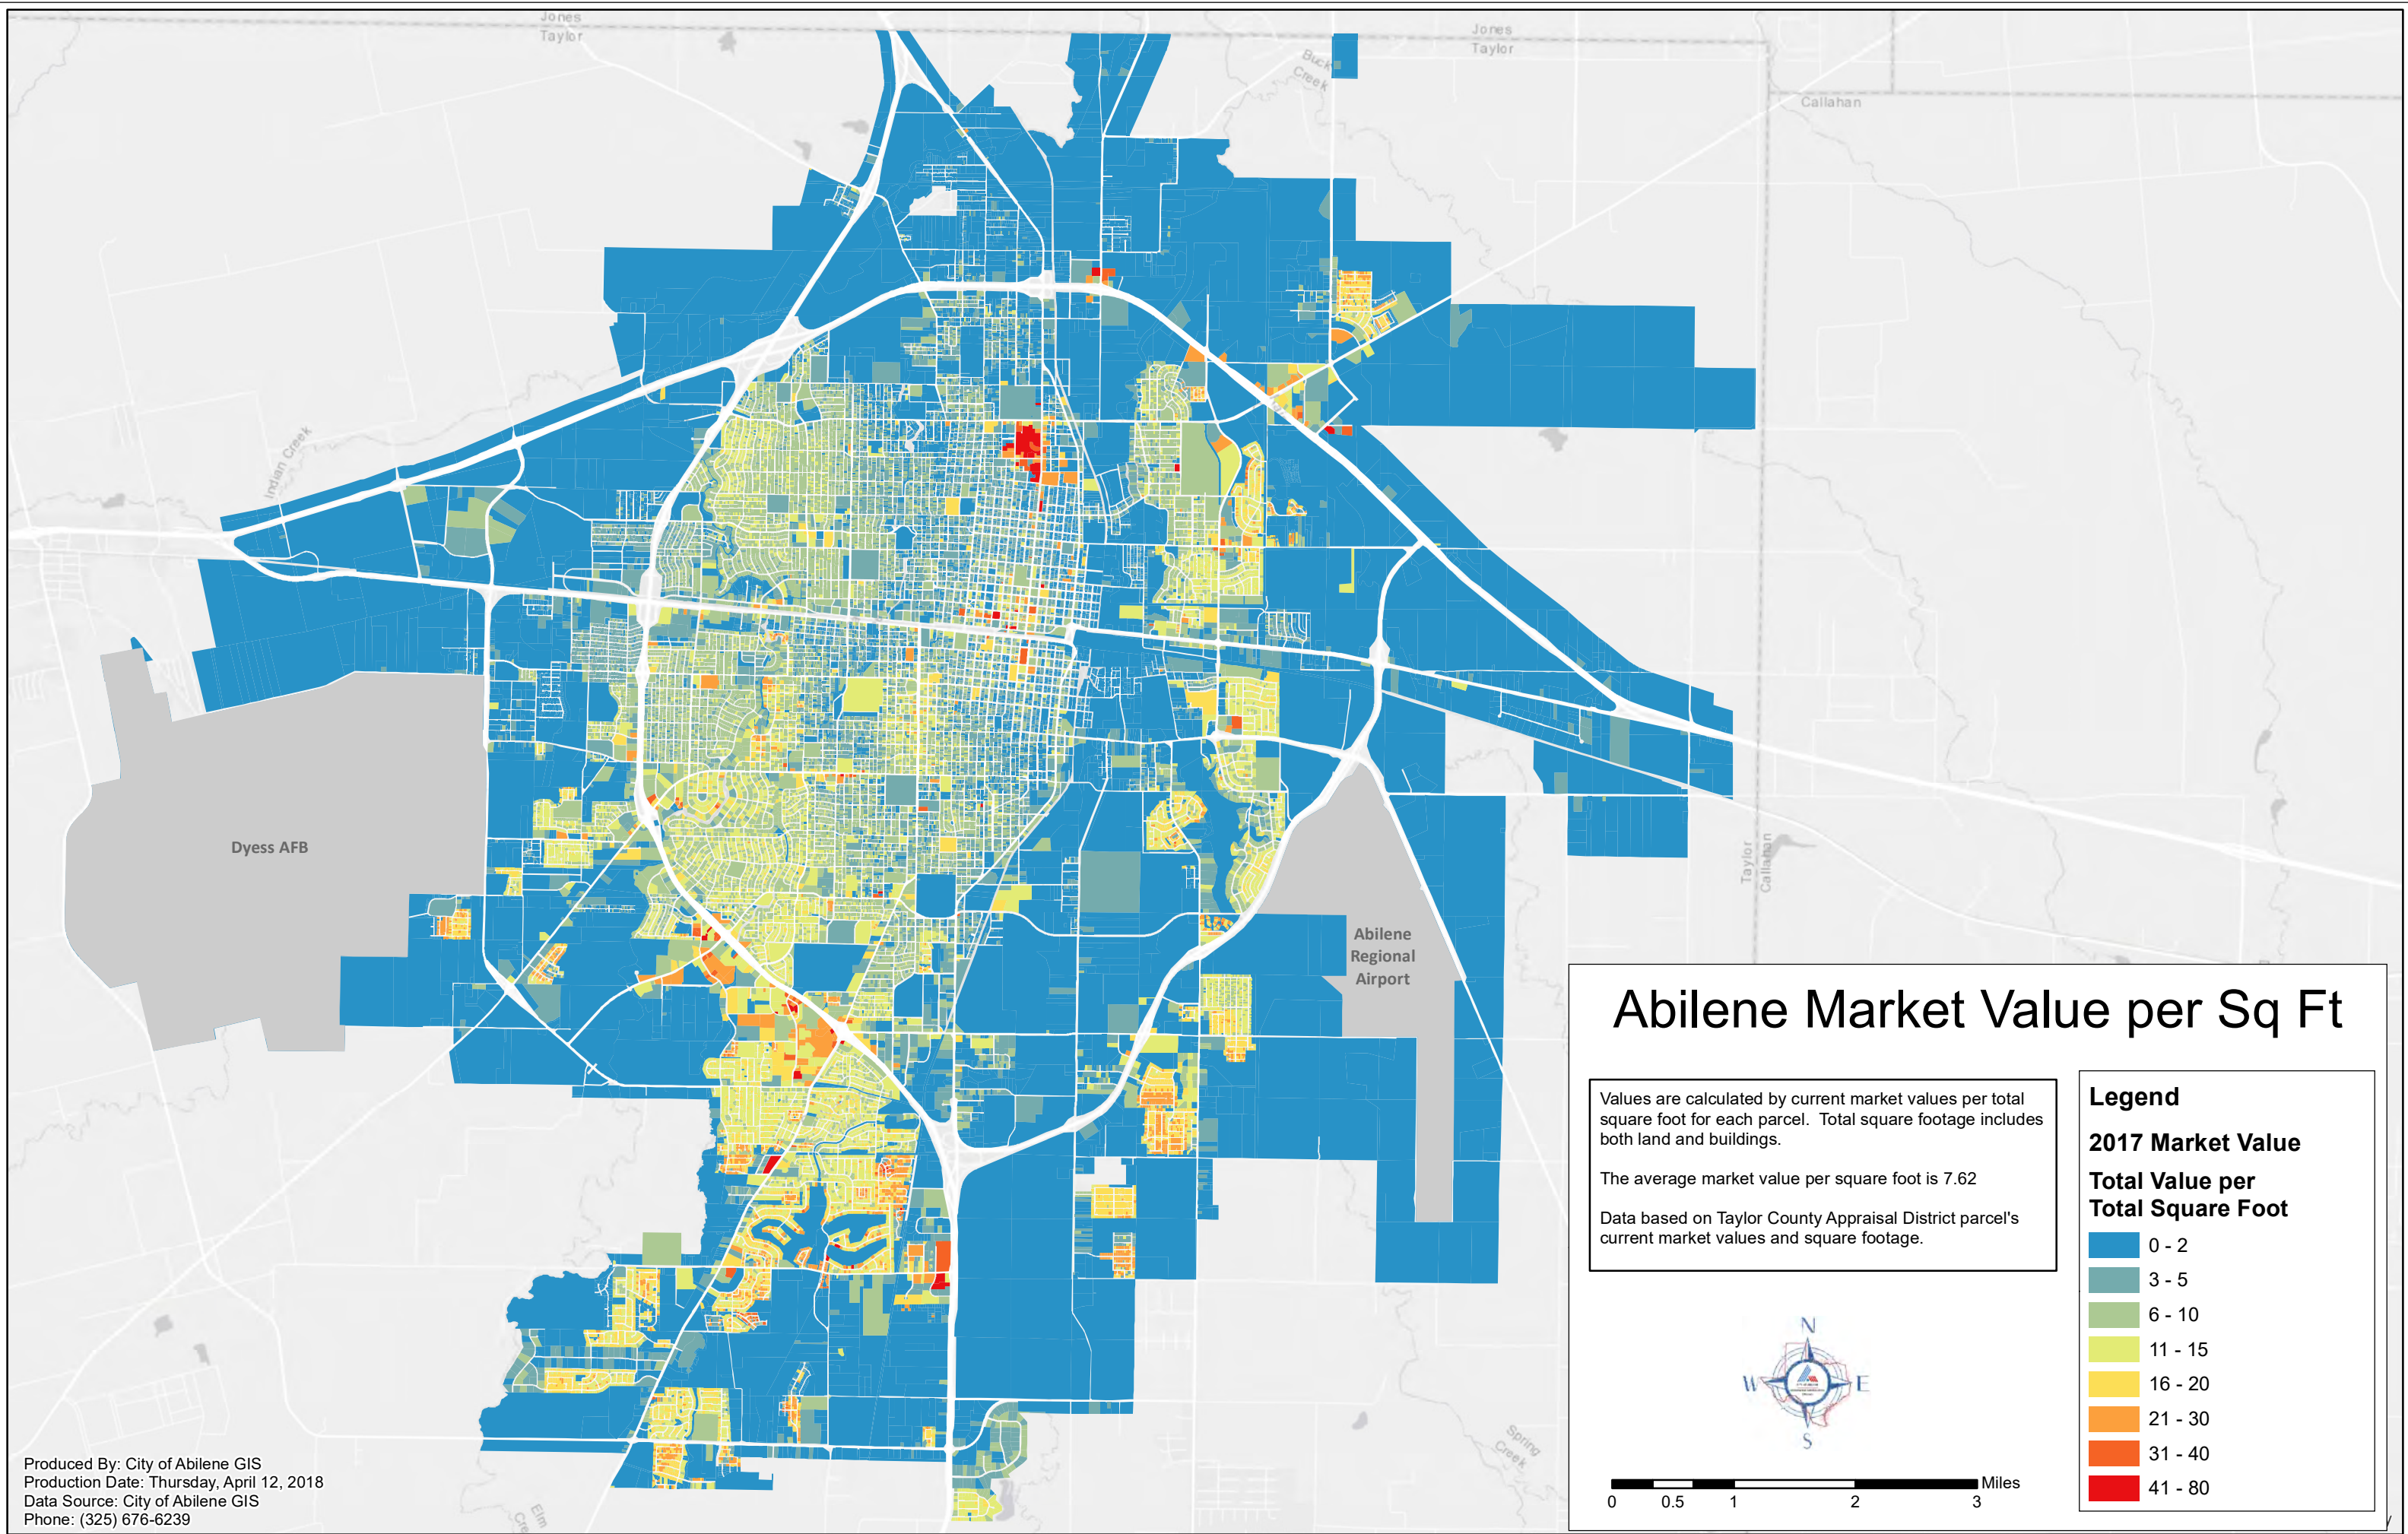 Jones
Taylor
Jones
Taylor
Buck
Creek
Callahan
Indian Creek
Dyess AFB
Taylor
Callahan
Abilene
Regional
Airport
Abilene Market Value per Sq Ft
Values are calculated by current market values per total
square foot for each parcel. Total square footage includes
both land and buildings.
The average market value per square foot is 7.62
Data based on Taylor County Appraisal District parcel's
current market values and square footage.
Legend
2017 Market Value
Total Value per
Total Square Foot
0 - 2
3 - 5
6 - 10
11 - 15
16 - 20
21 - 30
31 - 40
41 - 80
N
W
E
S
Miles
0 0.5 1 2 3
Spring
Creek
Elm
Cre
Produced By: City of Abilene GIS
Production Date: Thursday, April 12, 2018
Data Source: City of Abilene GIS
Phone: (325) 676-6239